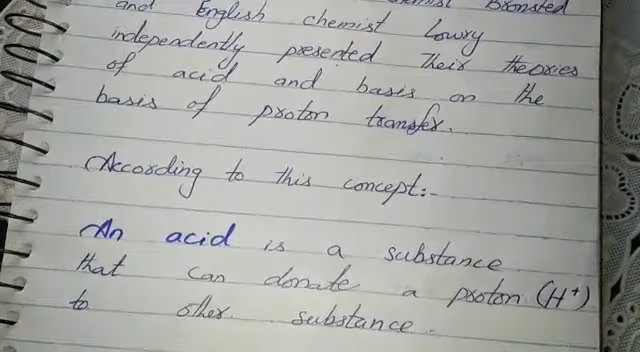 and English chemist Lowry
independently presented Their theories
of acid and basis on the
basis of proton transfer.
According to this concept:-
An acid is a substance
that can donate a proton (H+)
to other substance.